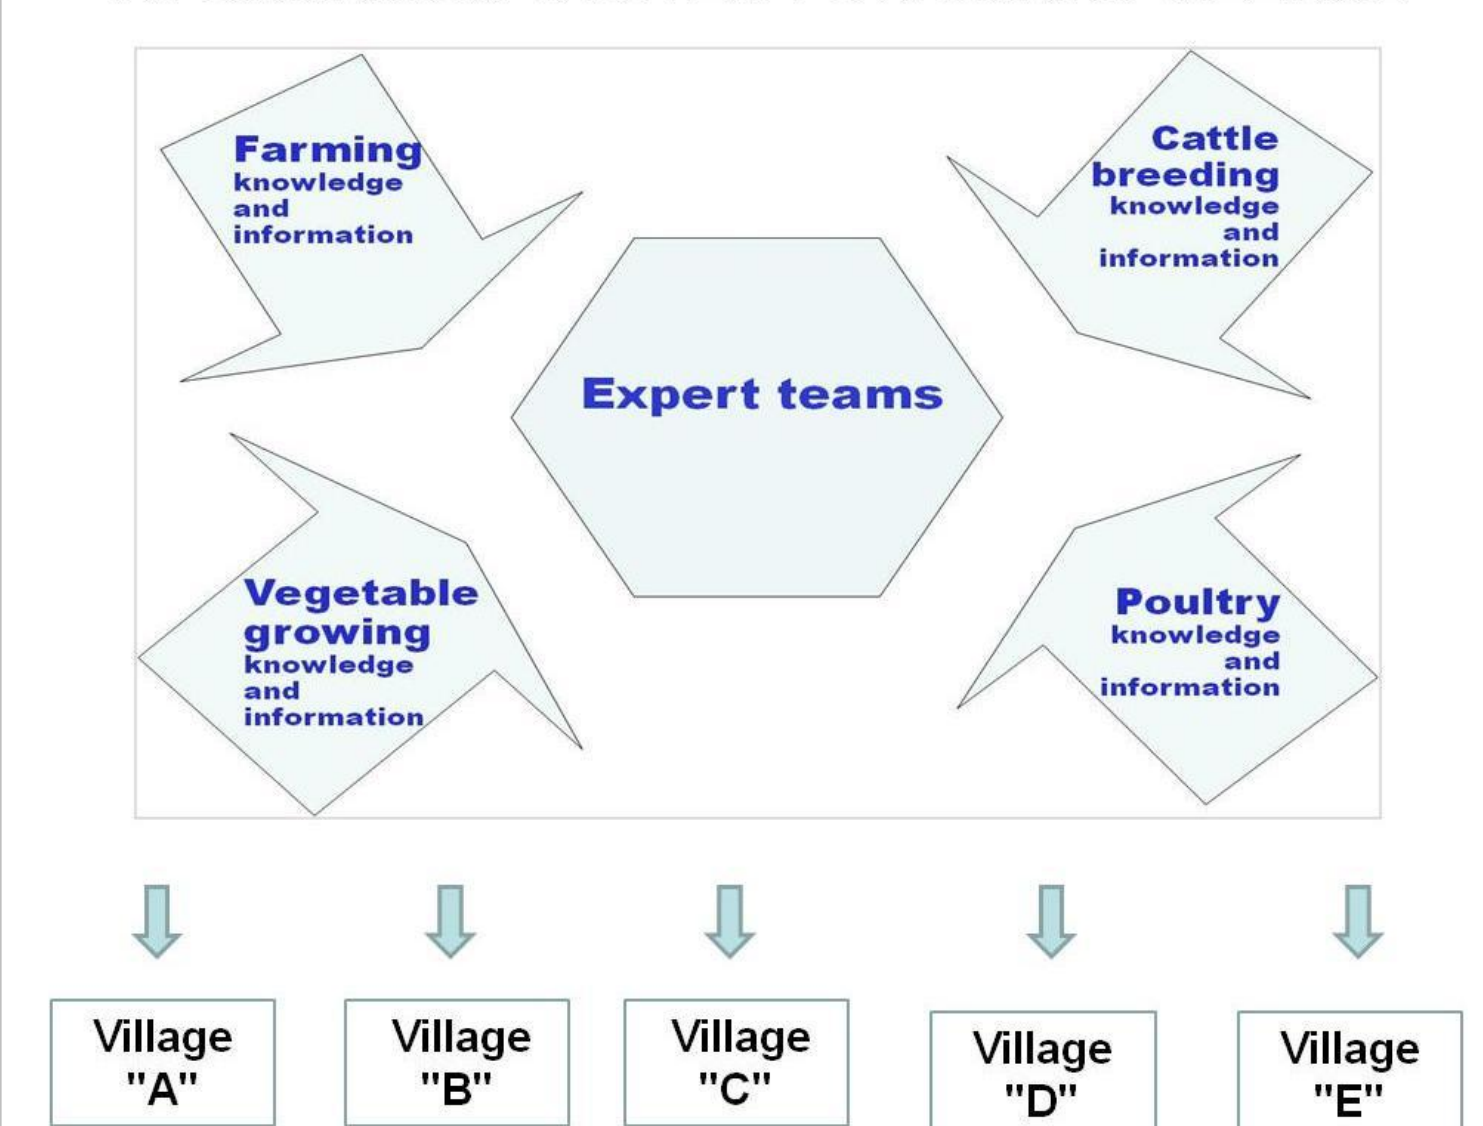 Farming
knowledge
and
information
Cattle
breeding
knowledge
and
information
Expert teams
Vegetable
growing
knowledge
and
information
Poultry
knowledge
and
information
Village
"A"
Village
"B"
Village
"C"
Village
"D"
Village
"E"